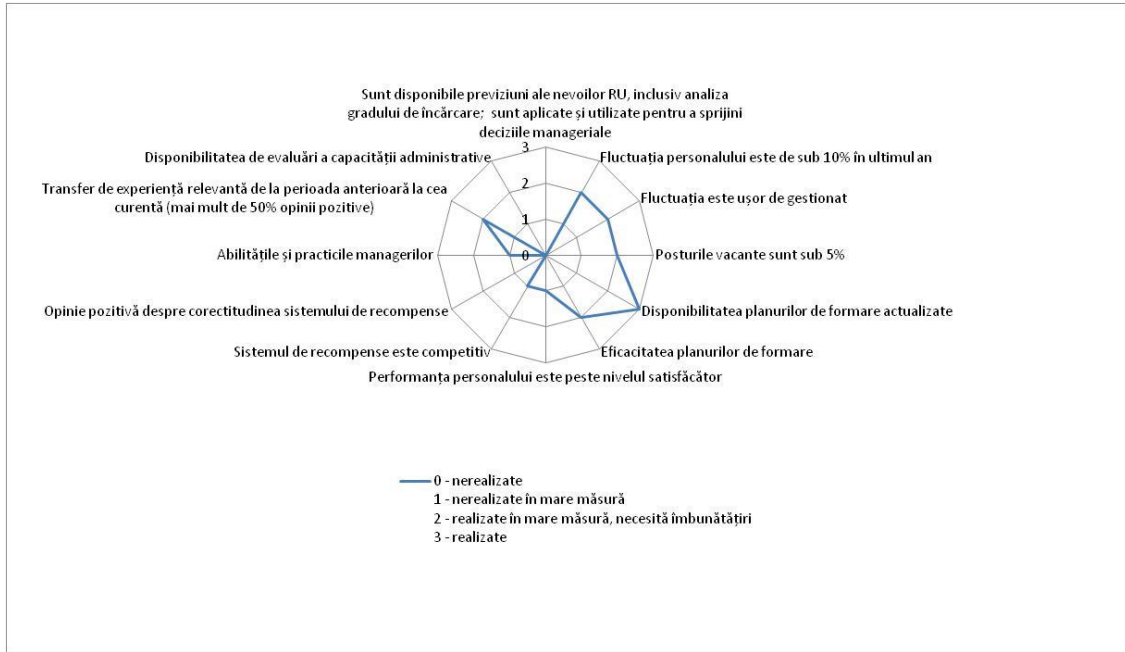 Sunt disponibile previziuni ale nevoilor RU, inclusiv analiza
gradului de încărcare; sunt aplicate și utilizate pentru a sprijini
deciziile manageriale
Fluctuația personalului este de sub 10% în ultimul an
Fluctuația este ușor de gestionat
Posturile vacante sunt sub 5%
Disponibilitatea planurilor de formare actualizate
Eficacitatea planurilor de formare
Performanța personalului este peste nivelul satisfăcător
Sistemul de recompense este competitiv
Opinie pozitivă despre corectitudinea sistemului de recompense
Abilitățile și practicile managerilor
Transfer de experiență relevantă de la perioada anterioară la cea
curentă (mai mult de 50% opinii pozitive)
Disponibilitatea de evaluări a capacității administrative
3
2
1
0
0 - nerealizate
1 - nerealizate în mare măsură
2 - realizate în mare măsură, necesită îmbunătățiri
3 - realizate